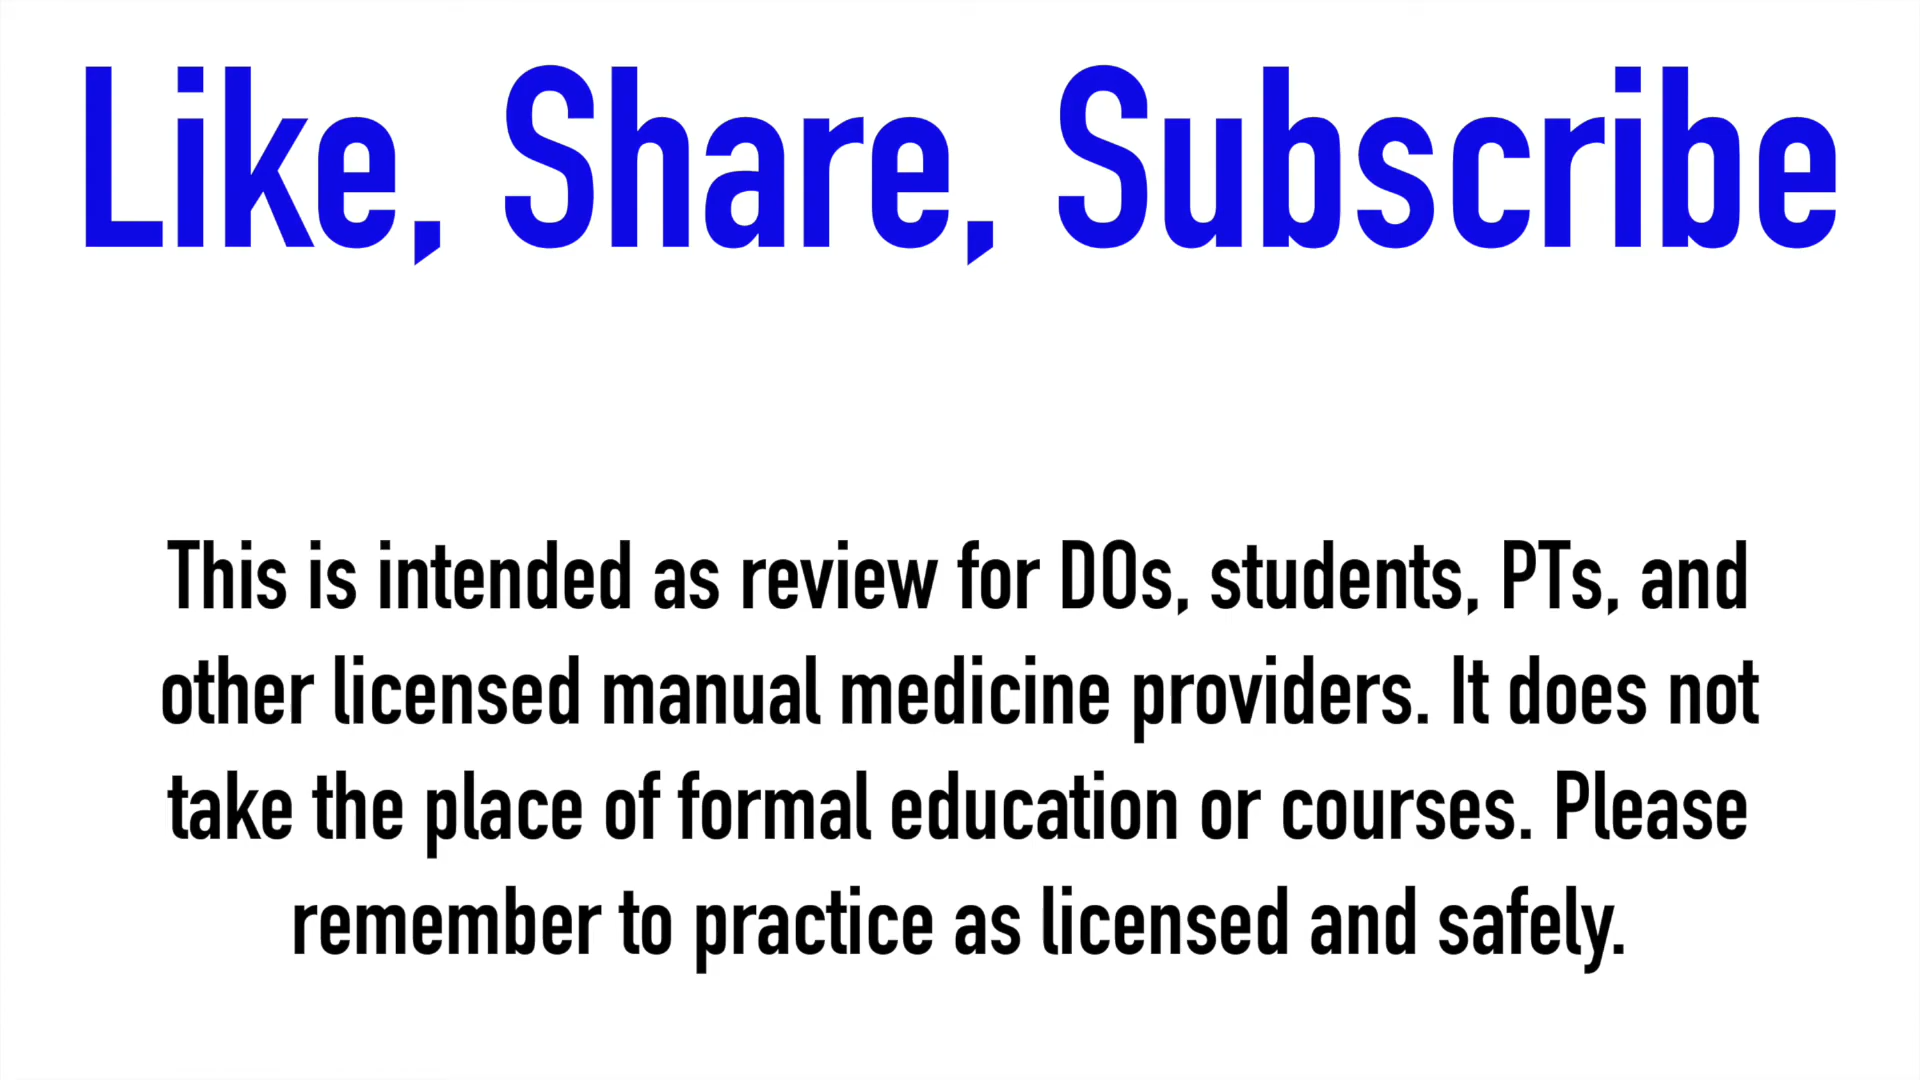 Like, Share, Subscribe
This is intended as review for DOs, students, PTs, and
other licensed manual medicine providers. It does not
take the place of formal education or courses. Please
remember to practice as licensed and safely.